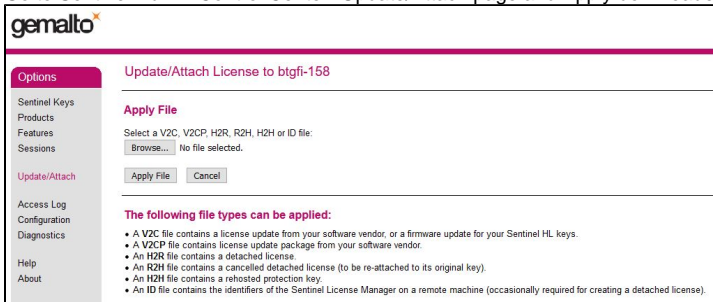 gemalto
Options
Sentinel Keys
Products
Features
Sessions
Update/Attach
Access Log
Configuration
Diagnostics
Help
About
Update/Attach License to btgfi-158
Apply File
Select a V2C, V2CP, H2R, R2H, H2H or ID file:
Browse... No file selected.
Apply File Cancel
The following file types can be applied:
• A V2C file contains a license update from your software vendor, or a firmware update for your Sentinel HL keys.
• A V2CP file contains license update package from your software vendor.
• An H2R file contains a detached license.
• An R2H file contains a cancelled detached license (to be re-attached to its original key).
• An H2H file contains a rehosted protection key.
• An ID file contains the identifiers of the Sentinel License Manager on a remote machine (occasionally required for creating a detached license).